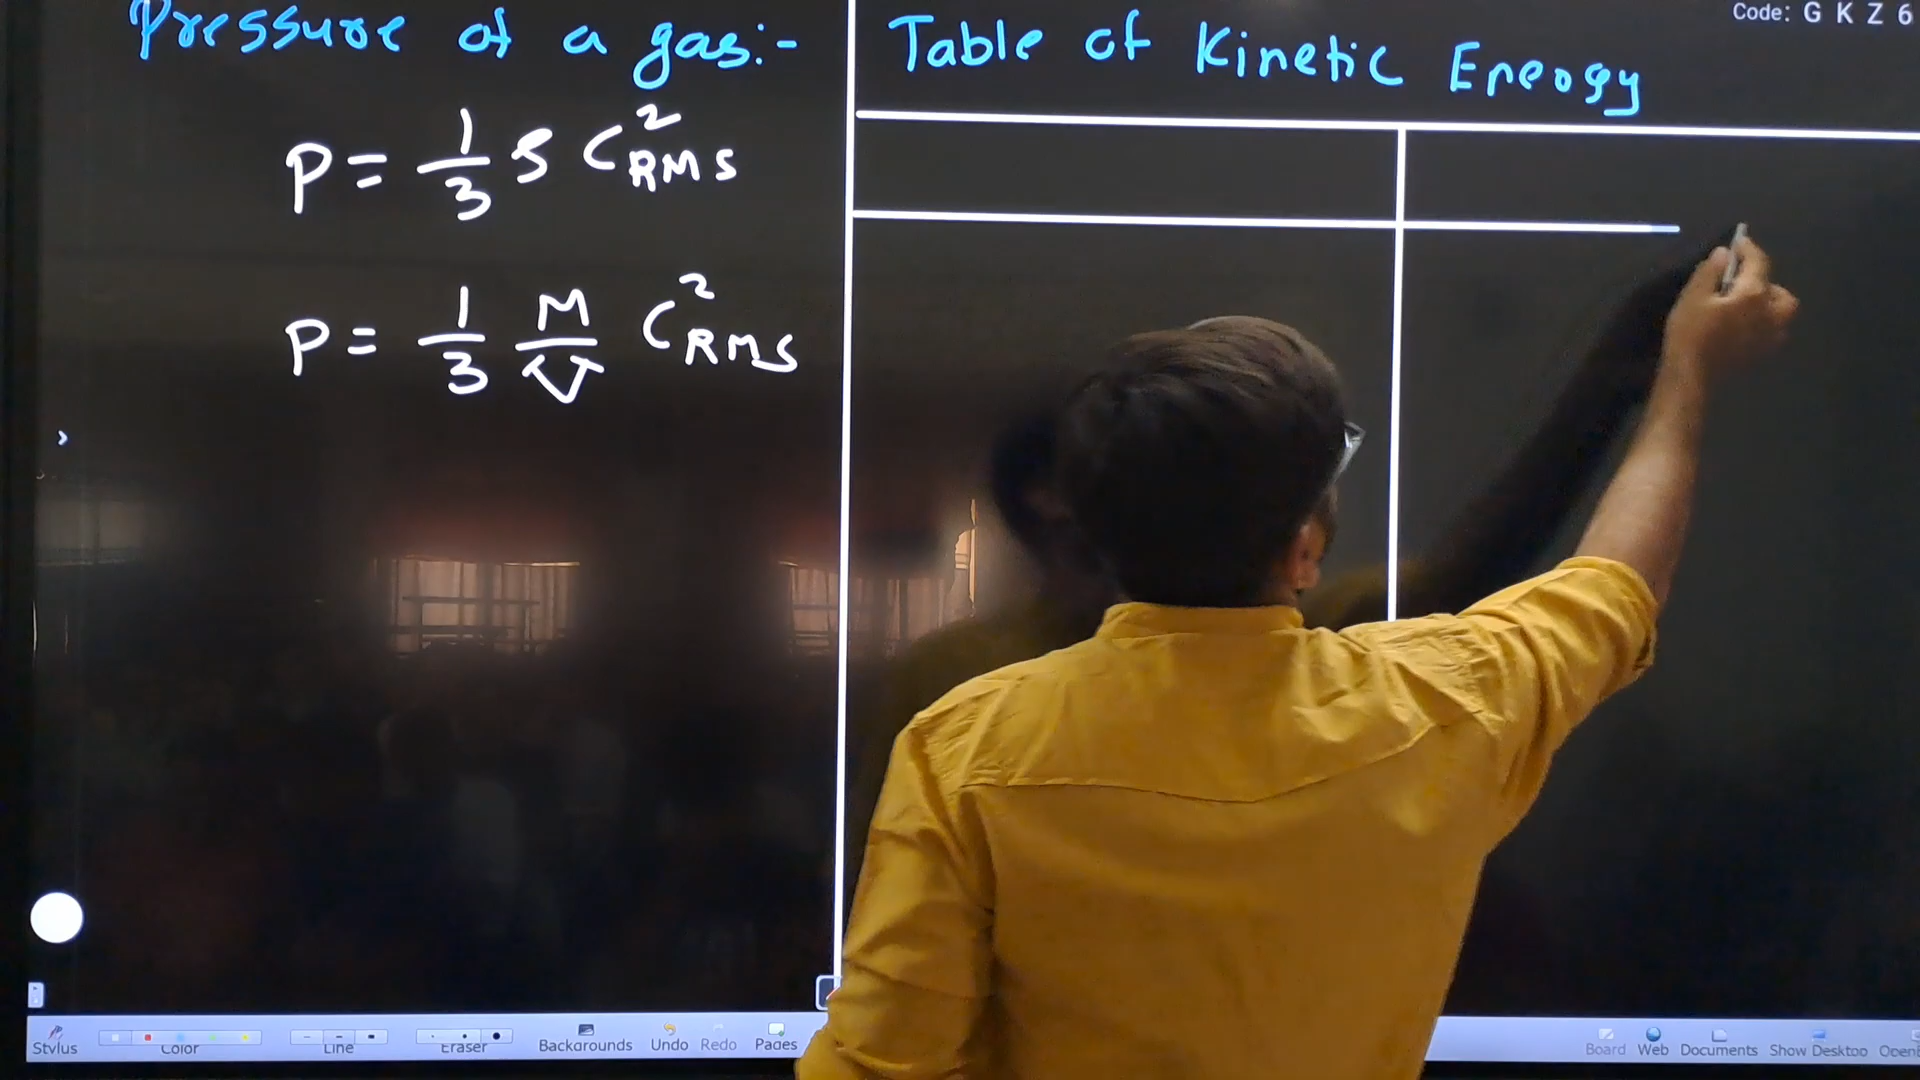 Pressure of a gas:-
P = 1/3 ρ C²RMS
P = 1/3 M/V C²RMS
Code: G K Z 6
Table of Kinetic Energy
Stylus Color Line Eraser Backgrounds Undo Redo Pages
Board Web Documents Show Desktop